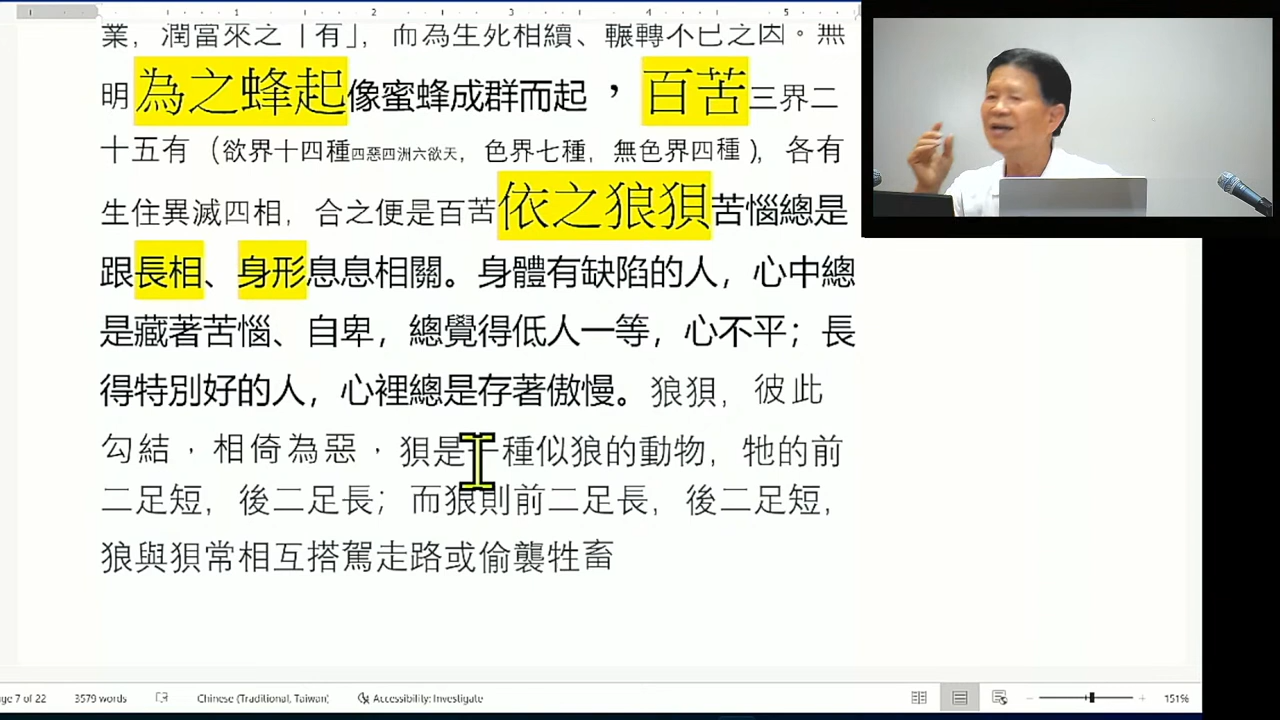 業，潤富來之「有」，而為生死相續、輾轉不已之因。無
明為之蜂起像蜜蜂成群而起，百苦三界二
十五有（欲界十四種四惡四洲六欲天，色界七種，無色界四種），各有
生住異滅四相，合之便是百苦依之狼狽苦惱總是
跟長相、身形息息相關。身體有缺陷的人，心中總
是藏著苦惱、自卑，總覺得低人一等，心不平；長
得特別好的人，心裡總是存著傲慢。狼狽，彼此
勾結，相倚為惡，狽是一種似狼的動物，牠的前
二足短，後二足長；而狼則前二足長，後二足短，
狼與狽常相互搭駕走路或偷襲牲畜
age 7 of 22 3579 words Chinese (Traditional, Taiwan) Accessibility: Investigate 151%